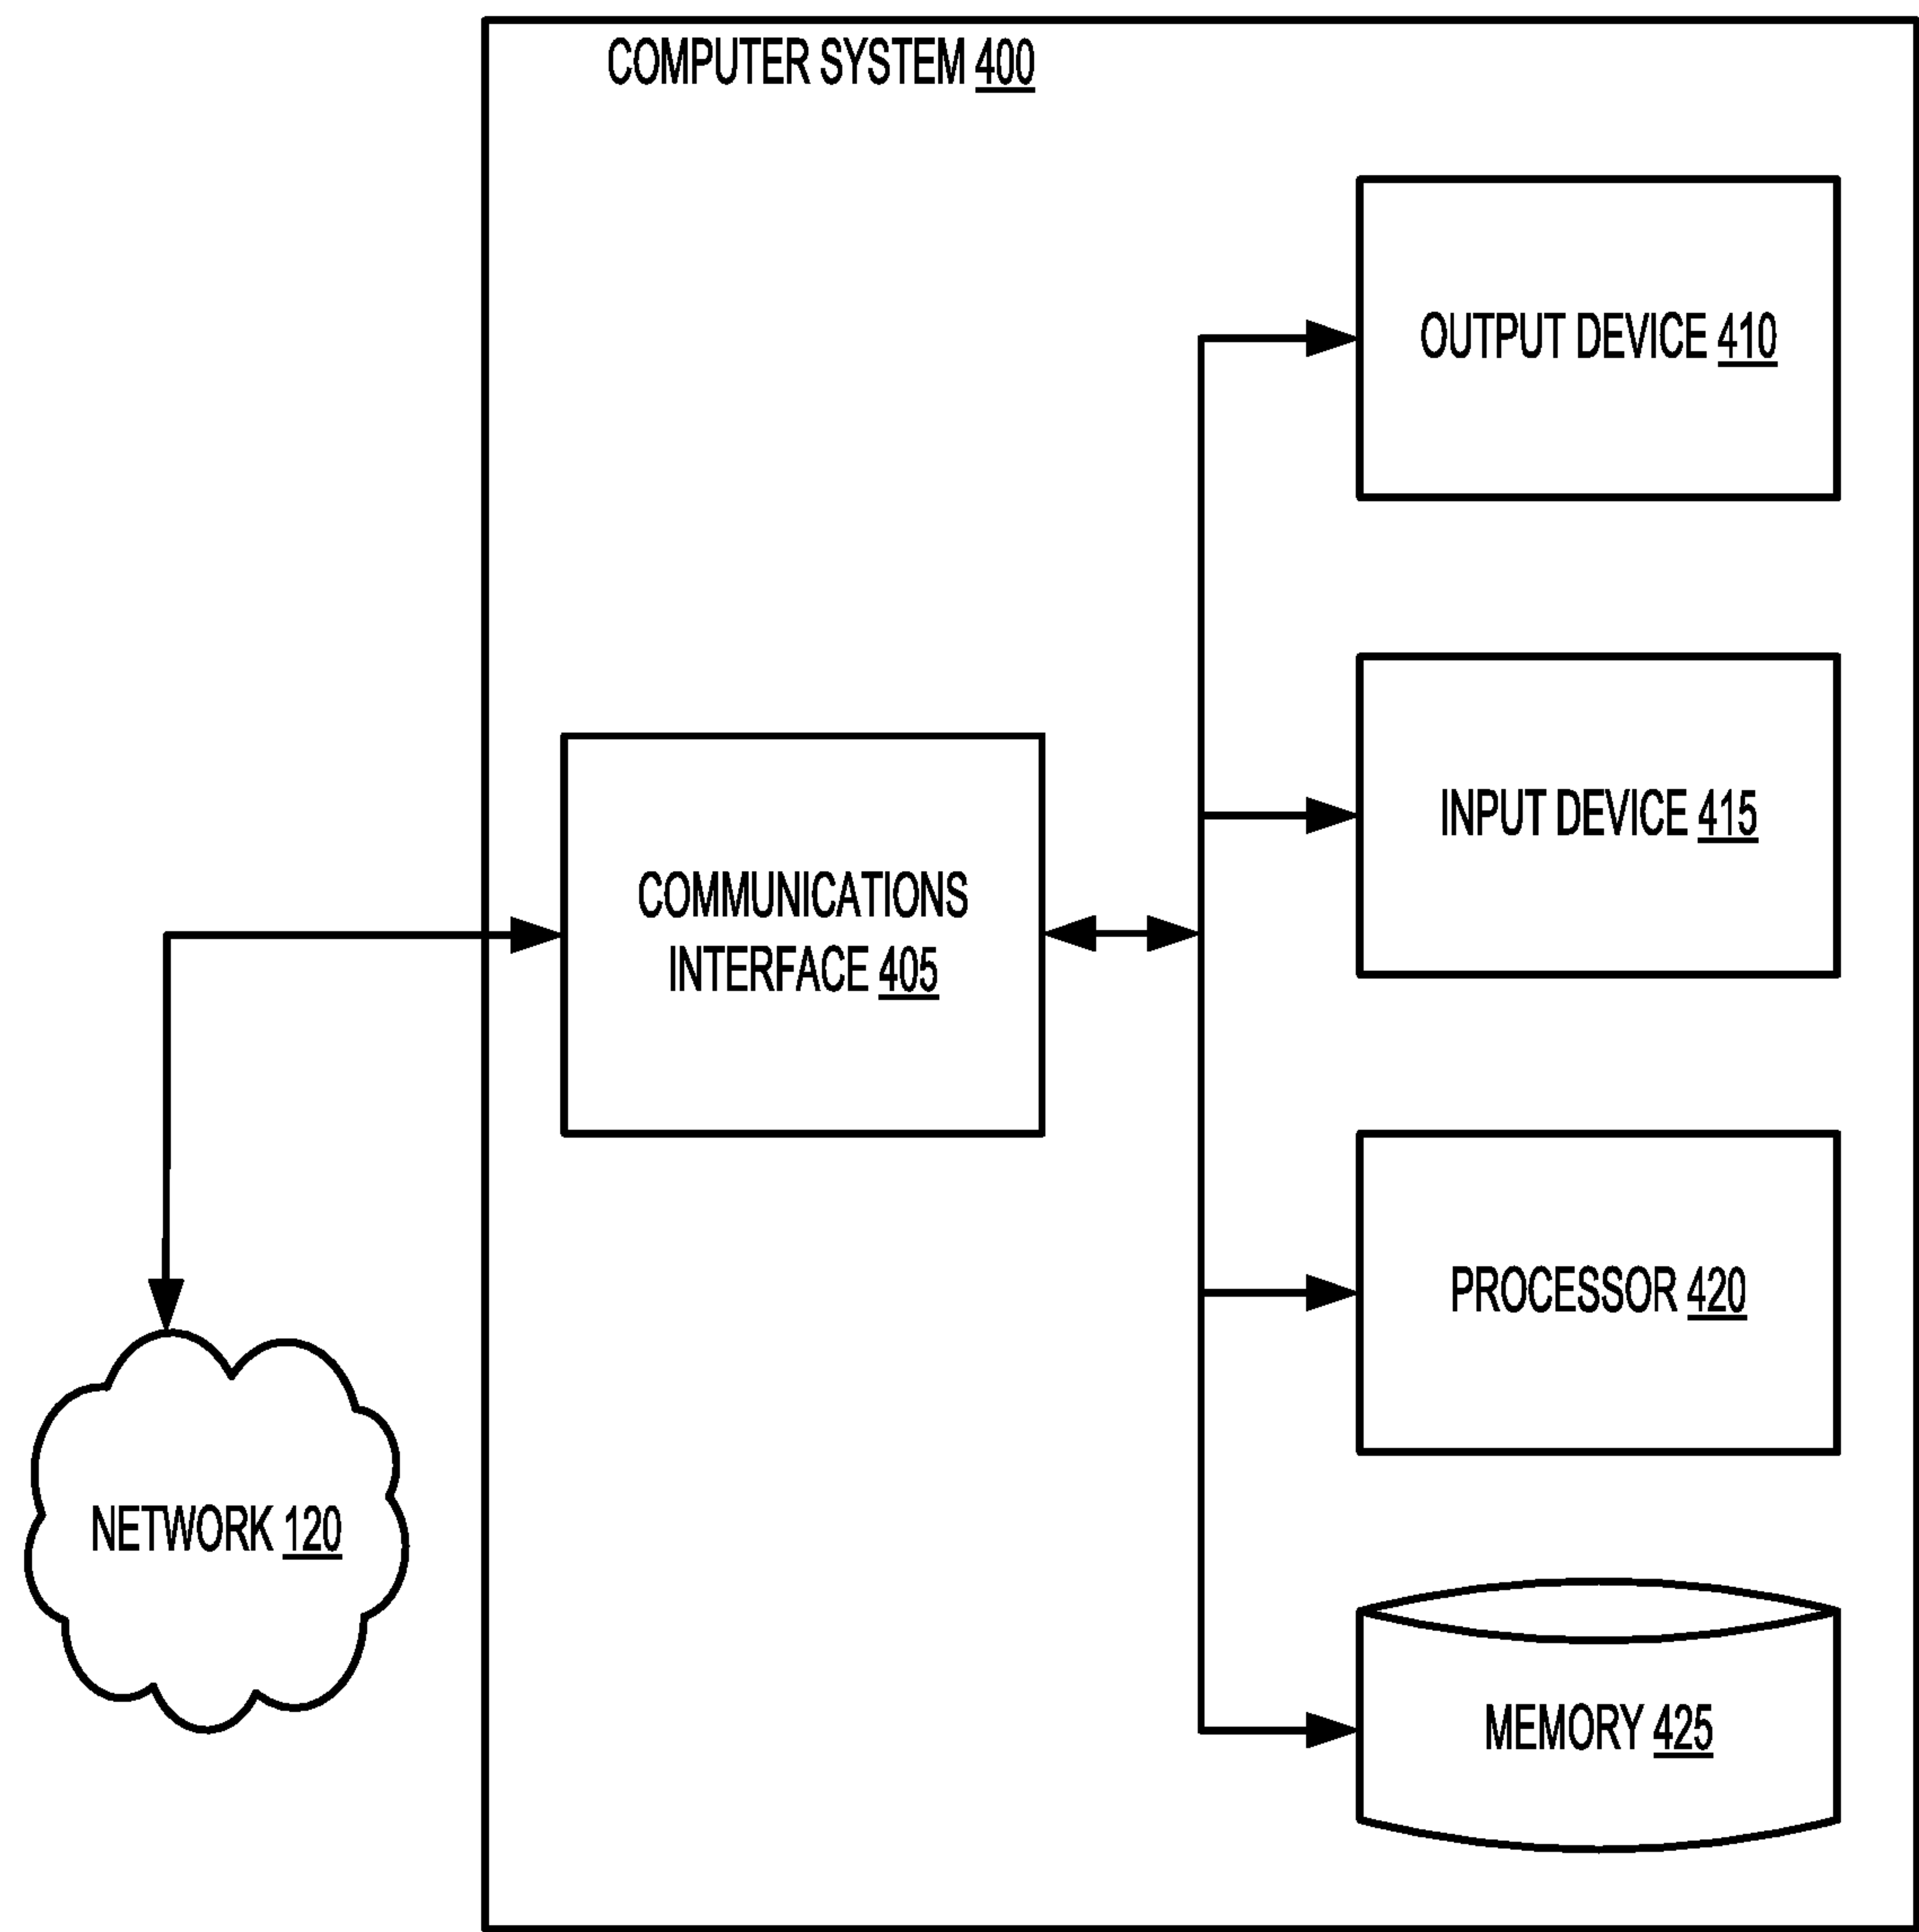 COMPUTER SYSTEM 400
OUTPUT DEVICE 410
INPUT DEVICE 415
COMMUNICATIONS
INTERFACE 405
PROCESSOR 420
NETWORK 120
MEMORY 425